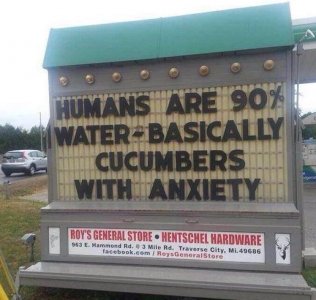 HUMANS ARE 90%
WATER-BASICALLY
CUCUMBERS
WITH ANXIETY
ROY'S GENERAL STORE • HENTSCHEL HARDWARE
963 E. Hammond Rd. @ 3 Mile Rd. Traverse City, Mi. 49686
facebook.com / RoysGeneralStore